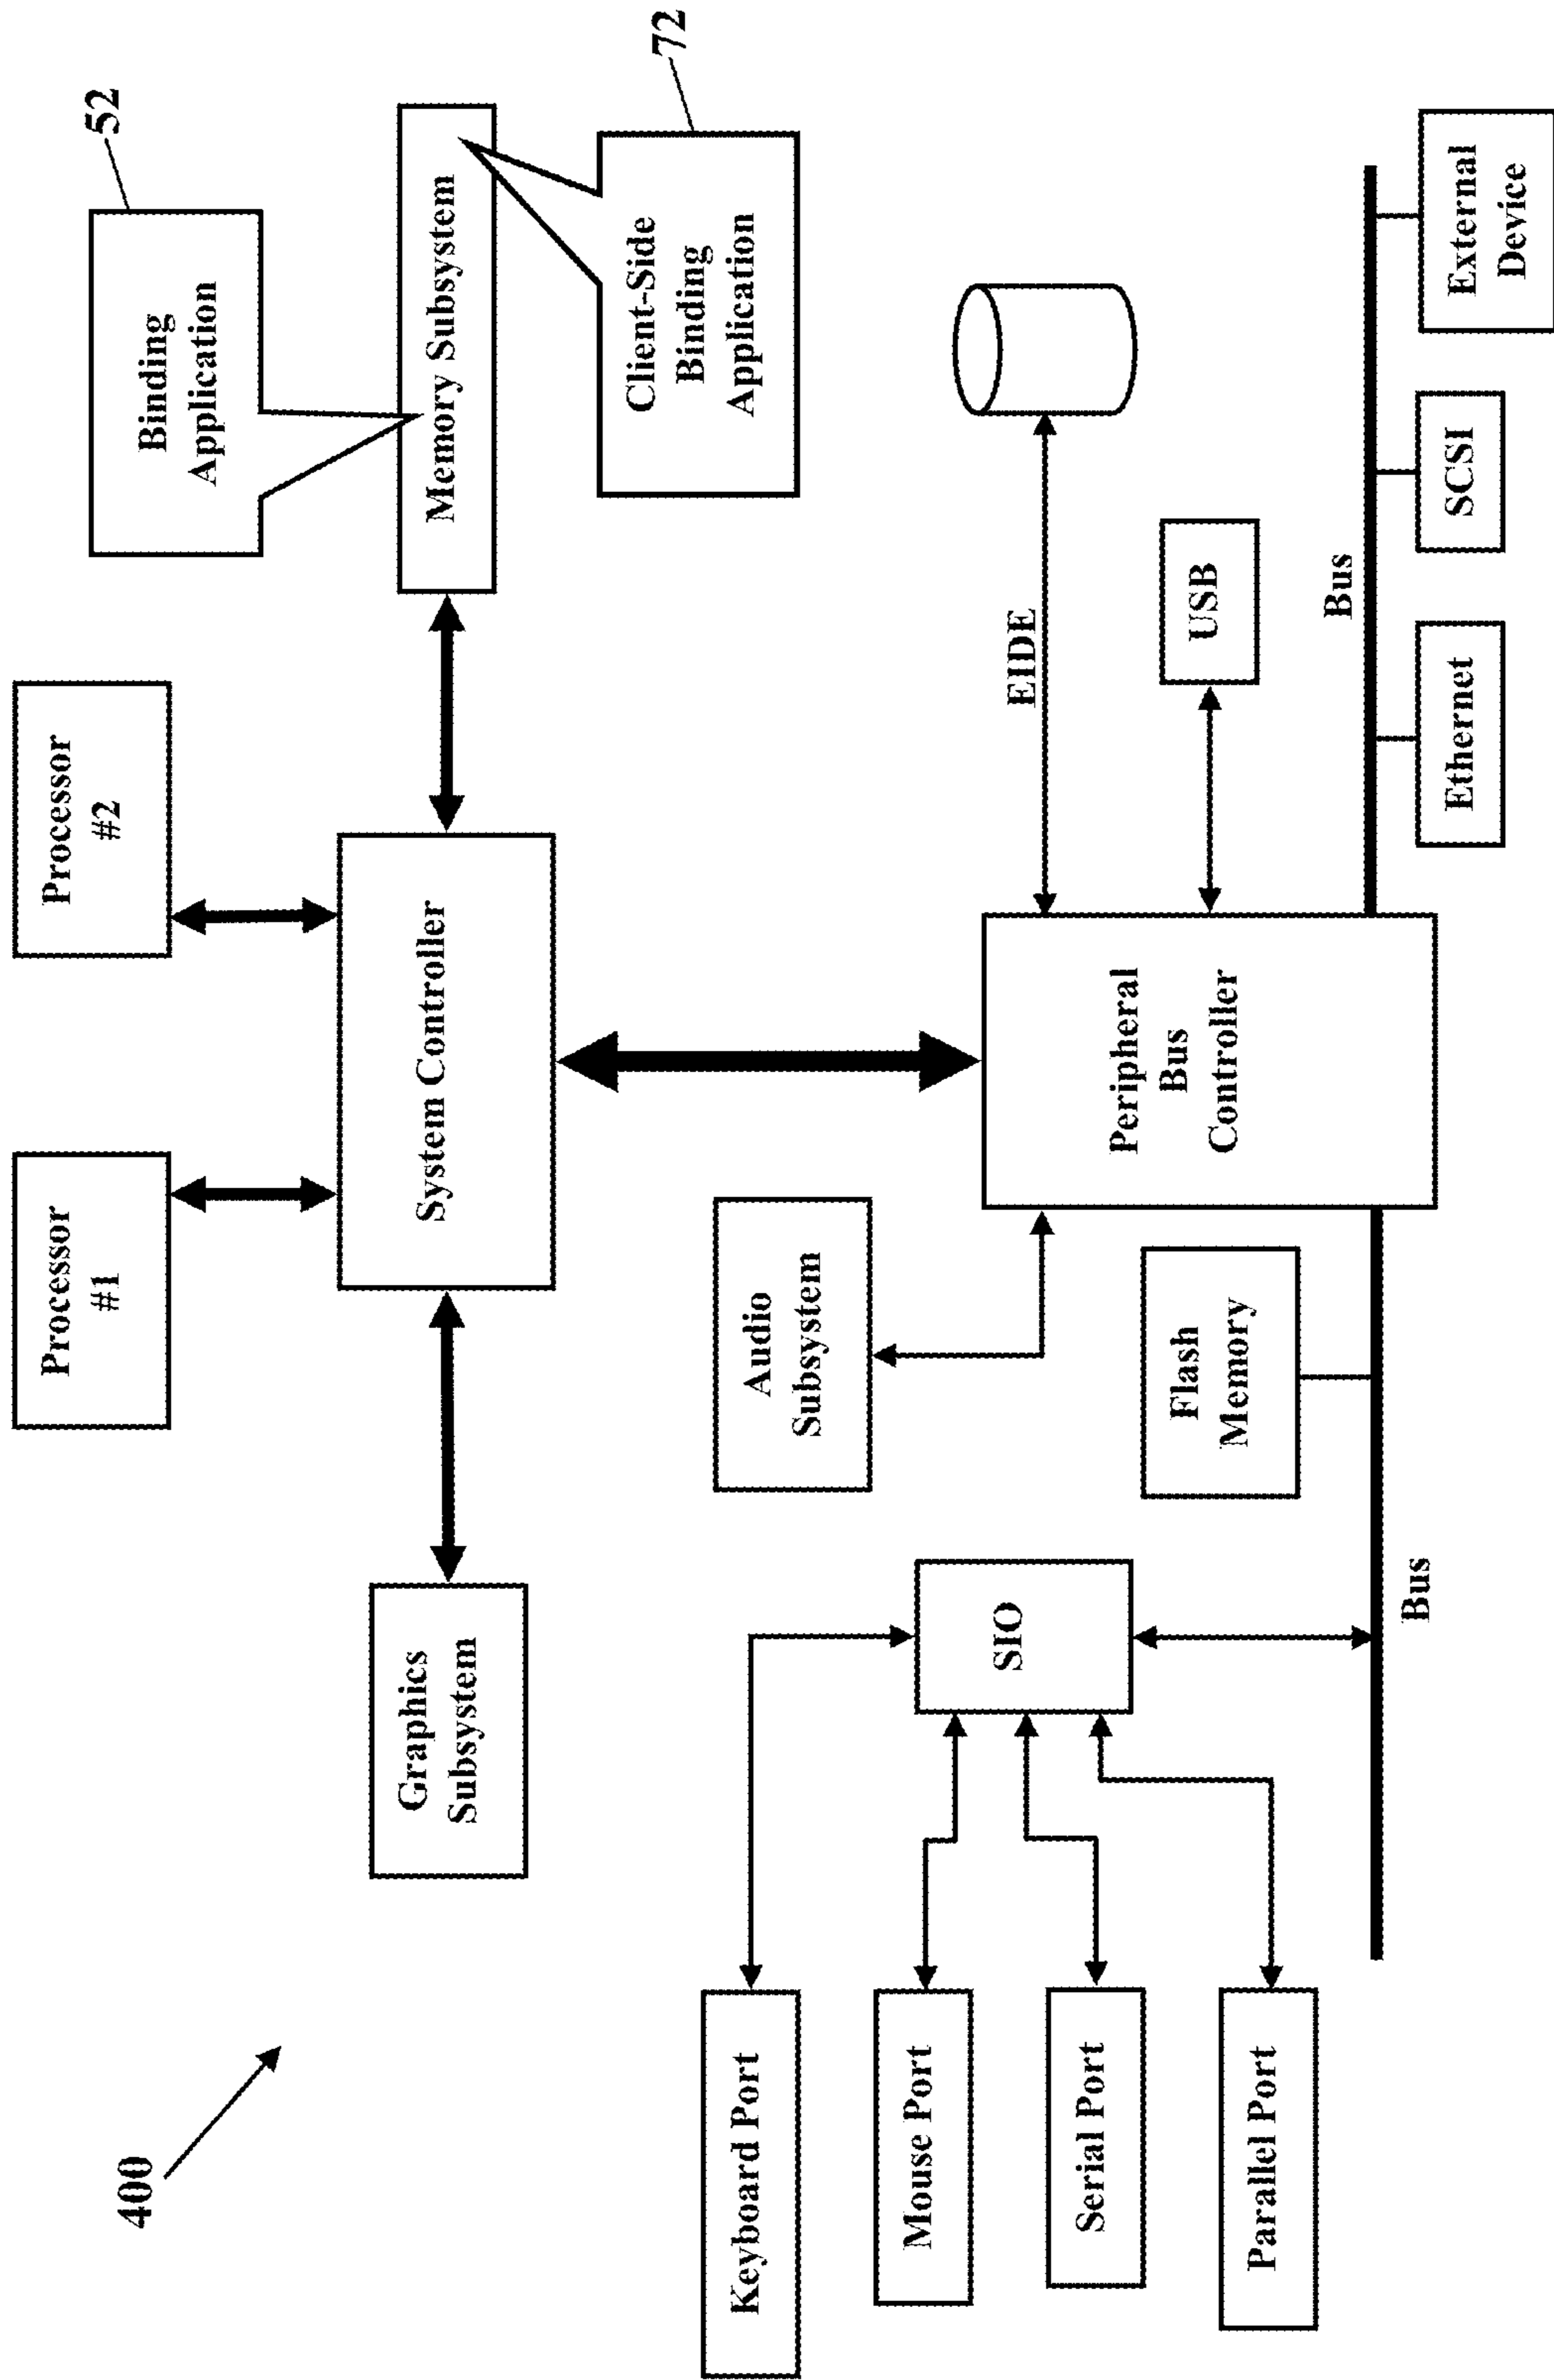 400
Processor
#1
Processor
#2
Binding
Application
52
Graphics
Subsystem
System Controller
Memory Subsystem
Client-Side
Binding
Application
72
Keyboard Port
Mouse Port
Serial Port
Parallel Port
SIO
Audio
Subsystem
Flash
Memory
Bus
Peripheral
Bus
Controller
EIDE
USB
Bus
Ethernet
SCSI
External
Device